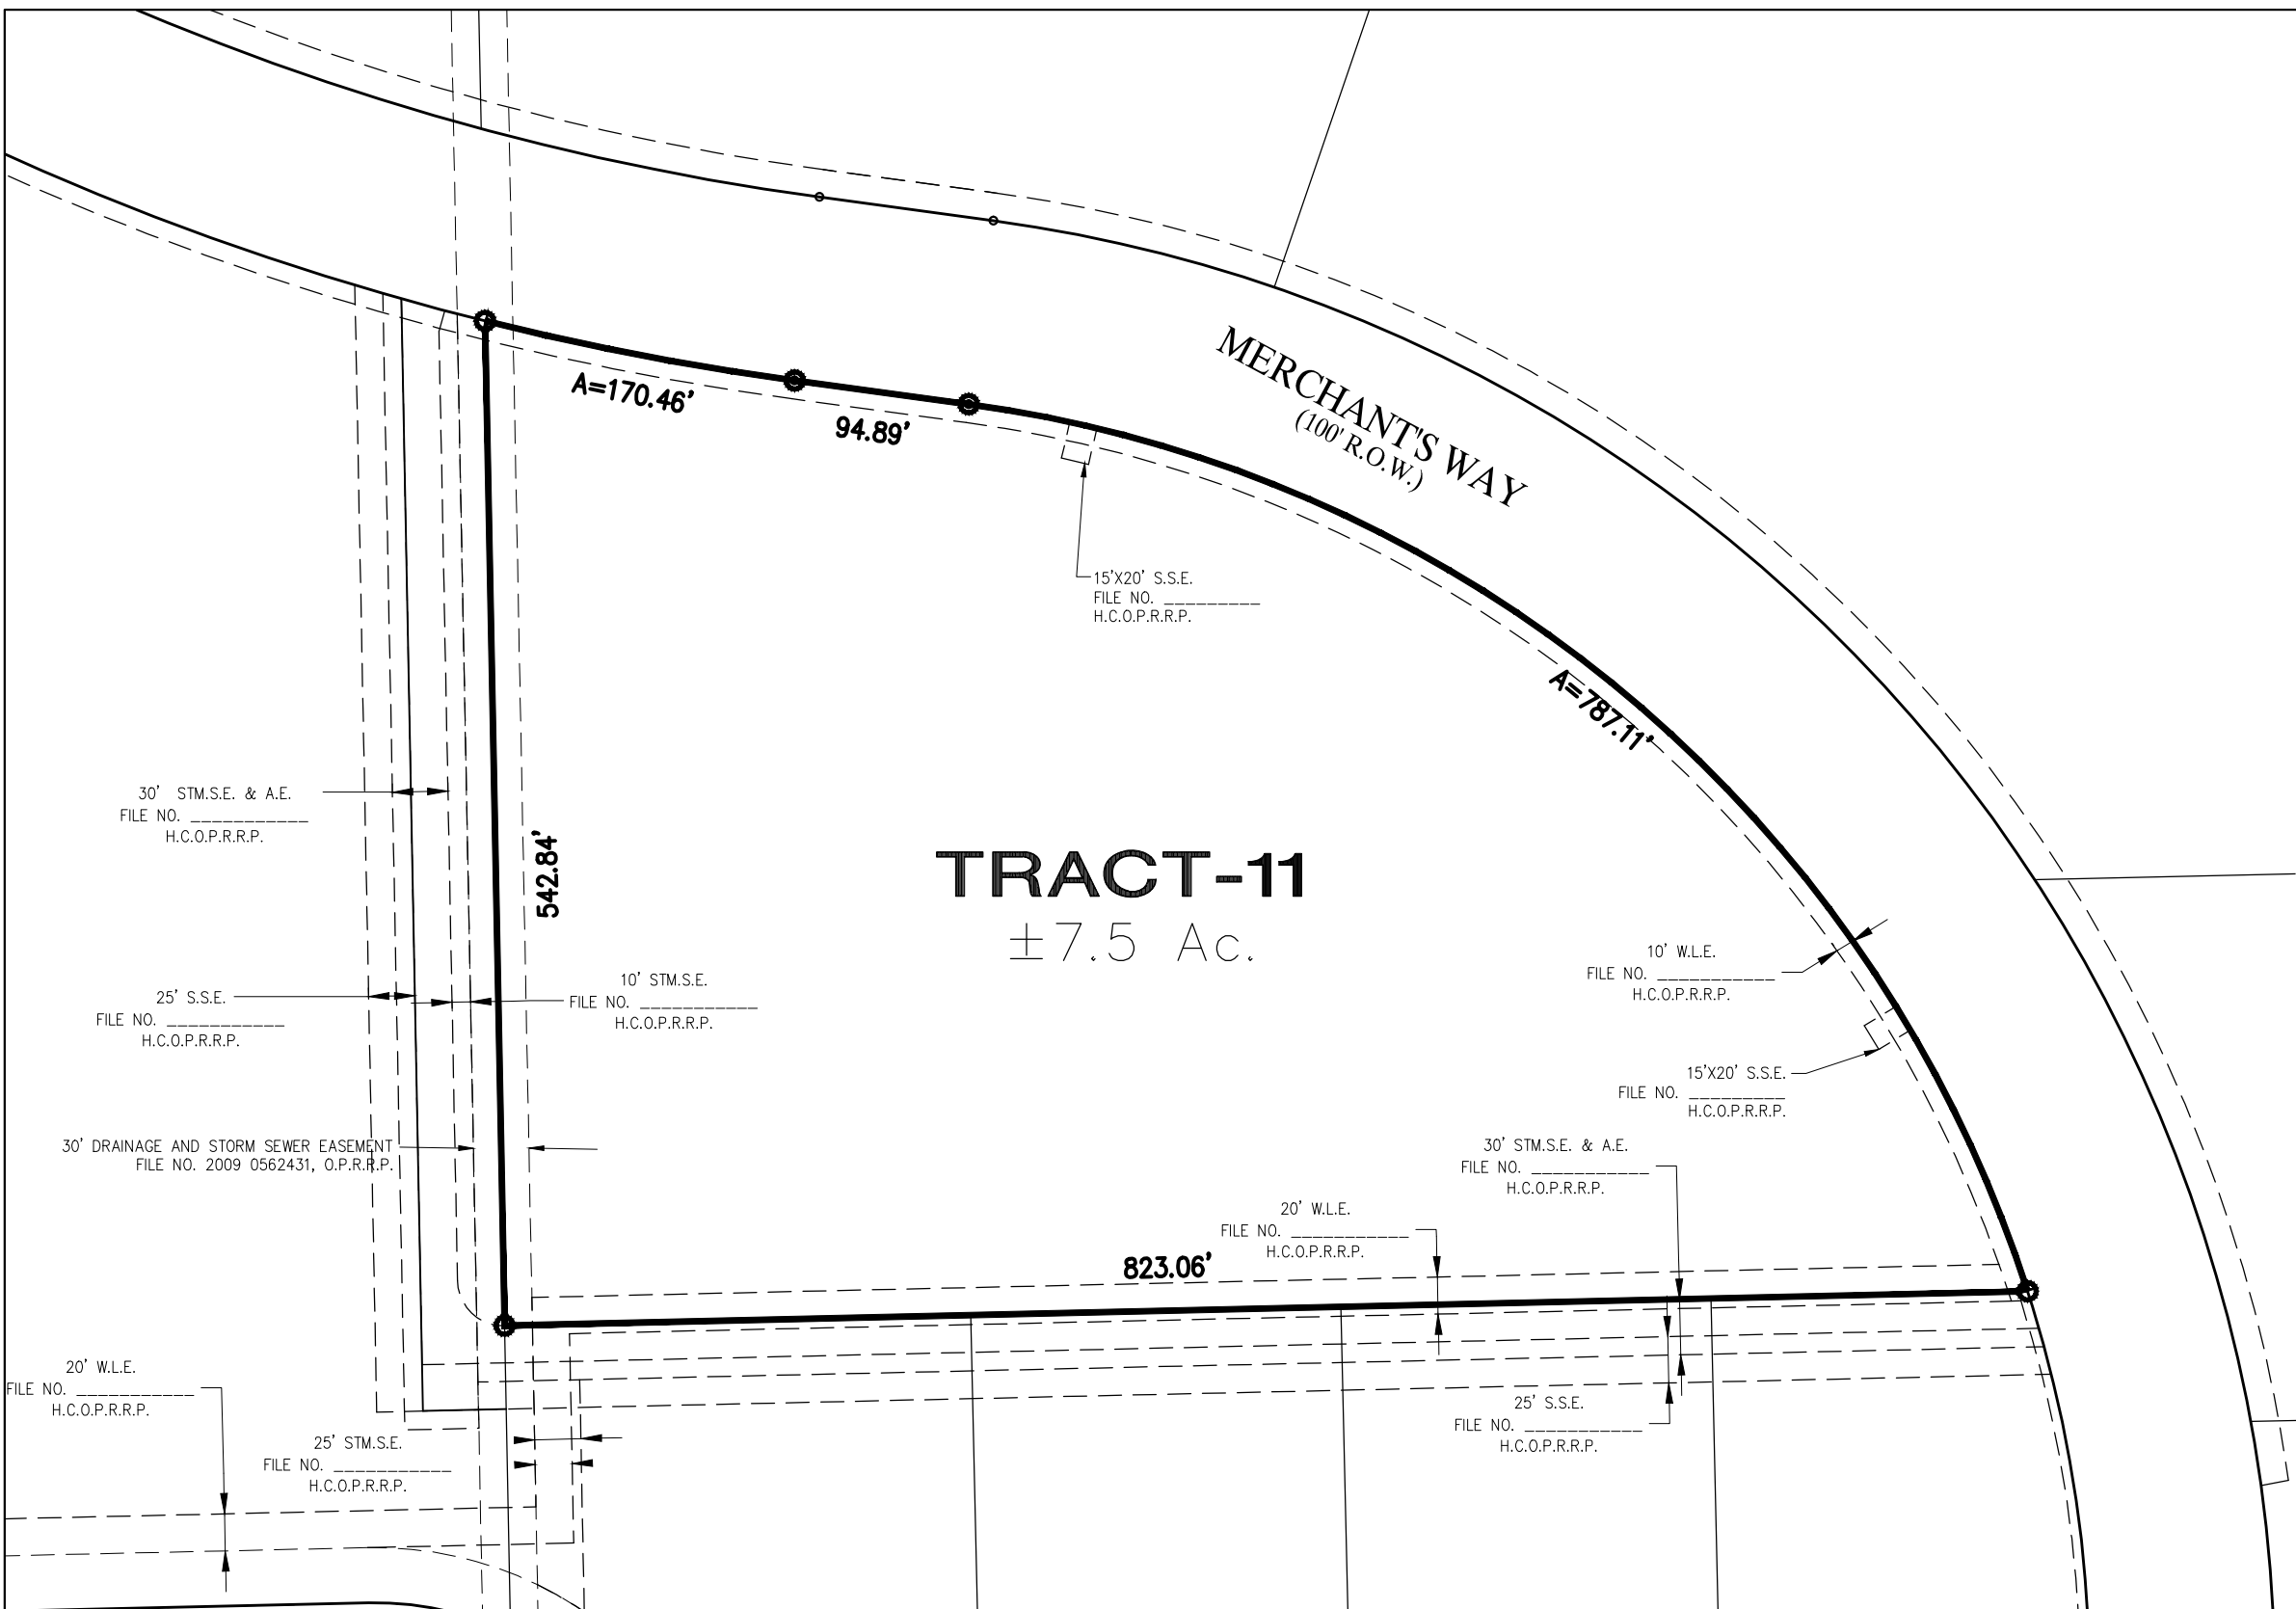 MERCHANT'S WAY
(100' R.O.W.)
A=170.46'
94.89'
15'X20' S.S.E.
FILE NO. _________
H.C.O.P.R.R.P.
A=787.11'
30' STM.S.E. & A.E.
FILE NO. ___________
H.C.O.P.R.R.P.
542.84'
TRACT-11
±7.5 Ac.
10' W.L.E.
FILE NO. ___________
H.C.O.P.R.R.P.
25' S.S.E.
FILE NO. ___________
H.C.O.P.R.R.P.
10' STM.S.E.
FILE NO. ___________
H.C.O.P.R.R.P.
15'X20' S.S.E.
FILE NO. _________
H.C.O.P.R.R.P.
30' DRAINAGE AND STORM SEWER EASEMENT
FILE NO. 2009 0562431, O.P.R.R.P.
30' STM.S.E. & A.E.
FILE NO. ___________
H.C.O.P.R.R.P.
20' W.L.E.
FILE NO. ___________
H.C.O.P.R.R.P.
823.06'
20' W.L.E.
FILE NO. ___________
H.C.O.P.R.R.P.
25' S.S.E.
FILE NO. ___________
H.C.O.P.R.R.P.
25' STM.S.E.
FILE NO. ___________
H.C.O.P.R.R.P.